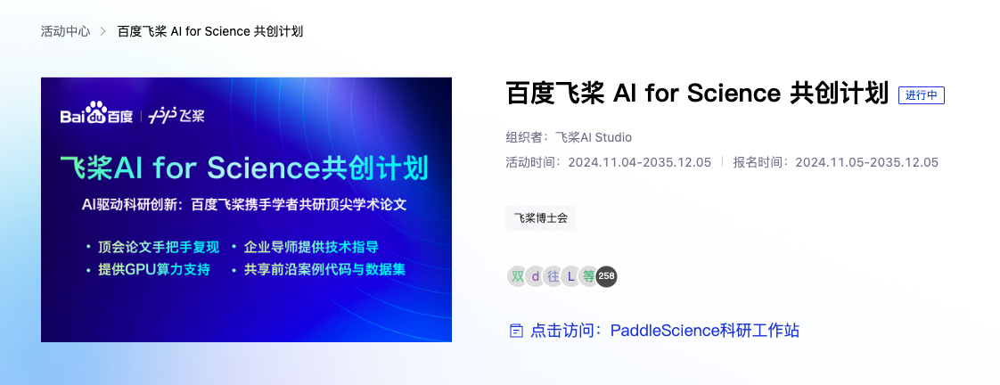 活动中心 > 百度飞桨 AI for Science 共创计划
Bai du 百度 | 飞桨
飞桨AI for Science共创计划
AI驱动科研创新：百度飞桨携手学者共研顶尖学术论文
• 顶会论文手把手复现 • 企业导师提供技术指导
• 提供GPU算力支持 • 共享前沿案例代码与数据集
百度飞桨 AI for Science 共创计划 进行中
组织者：飞桨AI Studio
活动时间：2024.11.04-2035.12.05 | 报名时间：2024.11.05-2035.12.05
飞桨博士会
双 d 往 L 等 258
点击访问：PaddleScience科研工作站